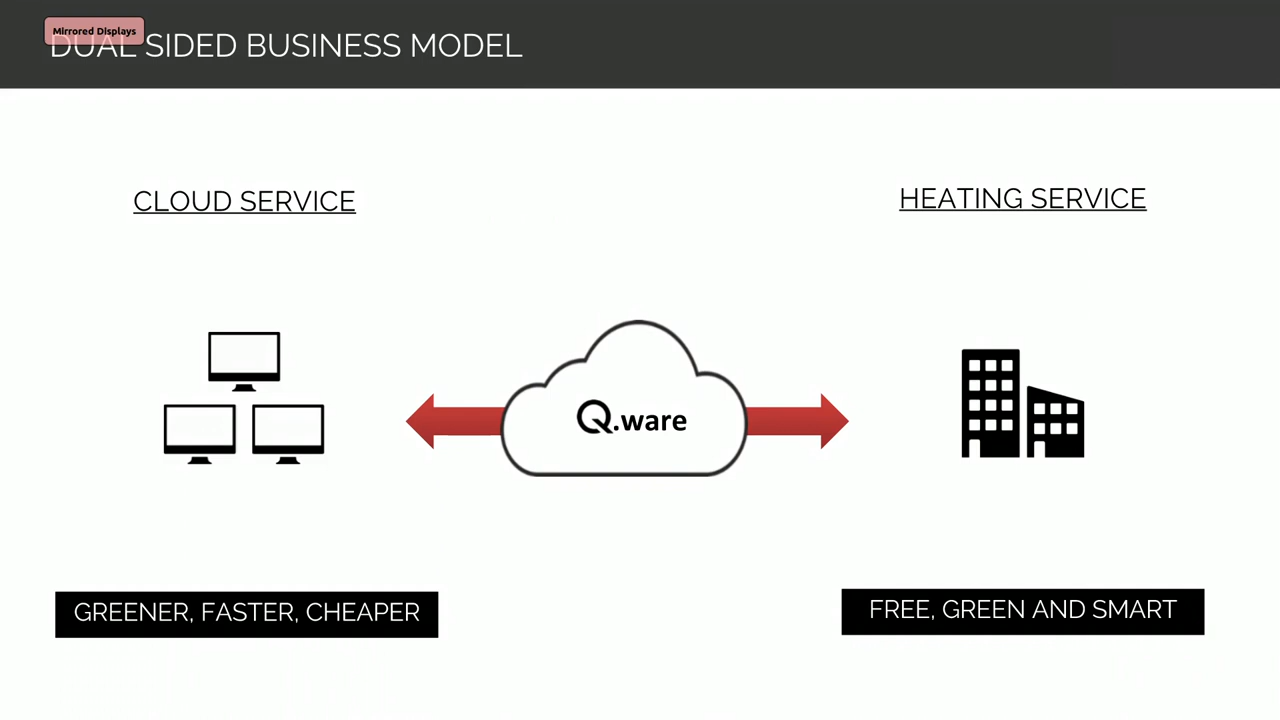 Mirrored Displays
DUAL SIDED BUSINESS MODEL
CLOUD SERVICE
HEATING SERVICE
Q.ware
GREENER, FASTER, CHEAPER
FREE, GREEN AND SMART